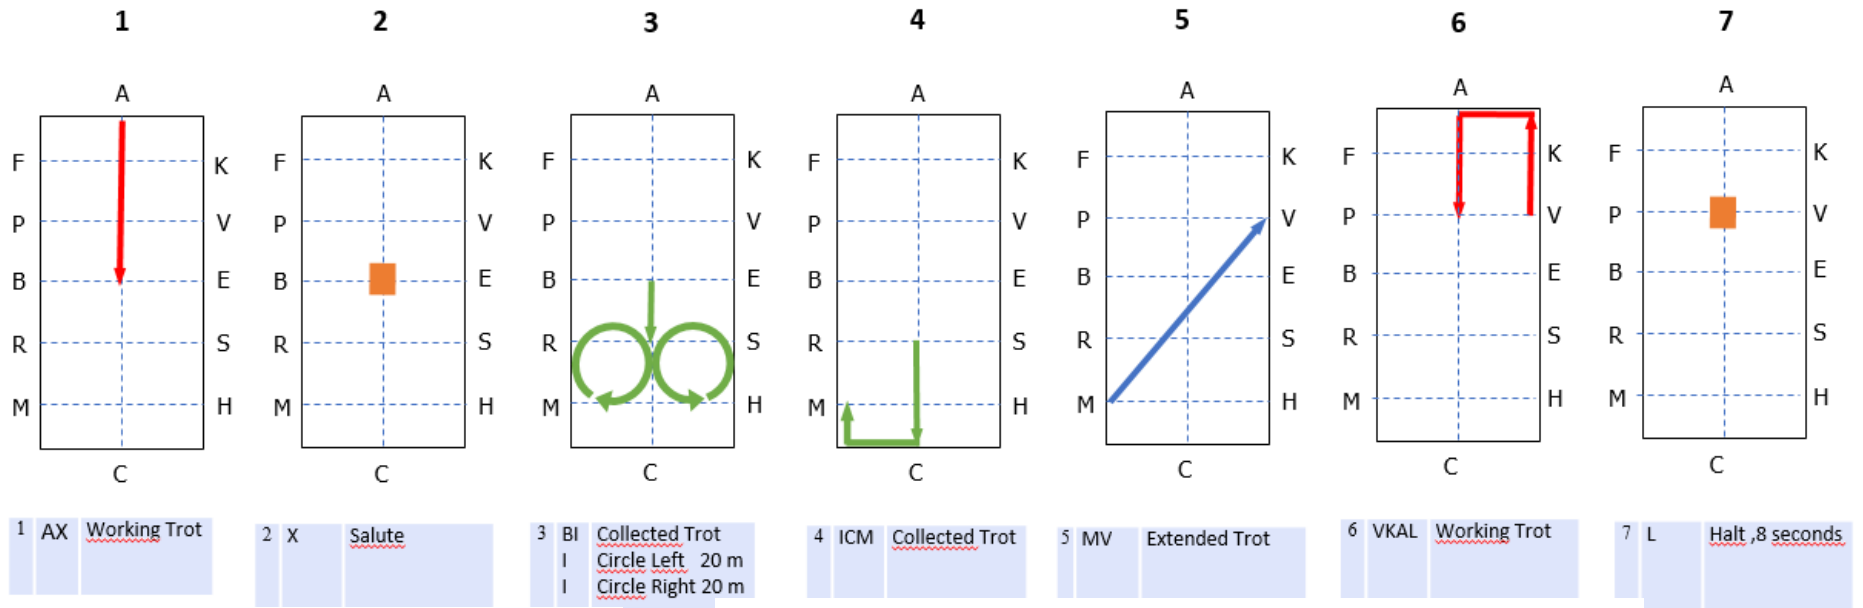 1 2 3 4 5 6 7
A A A A A A A
F K F K F K F K F K F K F K
P V P V P V P V P V P V P V
B E B E B E B E B E B E B E
R S R S R S R S R S R S R S
M H M H M H M H M H M H M H
C C C C C C C
1 AX Working Trot
2 X Salute
3 BI Collected Trot
I Circle Left 20 m
I Circle Right 20 m
4 ICM Collected Trot
5 MV Extended Trot
6 VKAL Working Trot
7 L Halt ,8 seconds